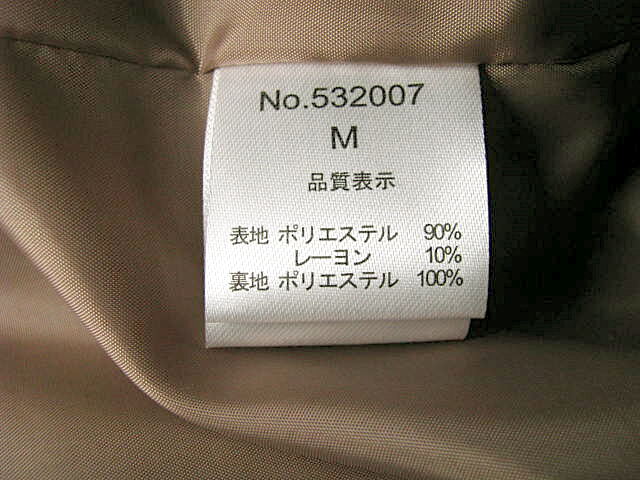 No.532007
M
品質表示
表地 ポリエステル 90%
レーヨン 10%
裏地 ポリエステル 100%